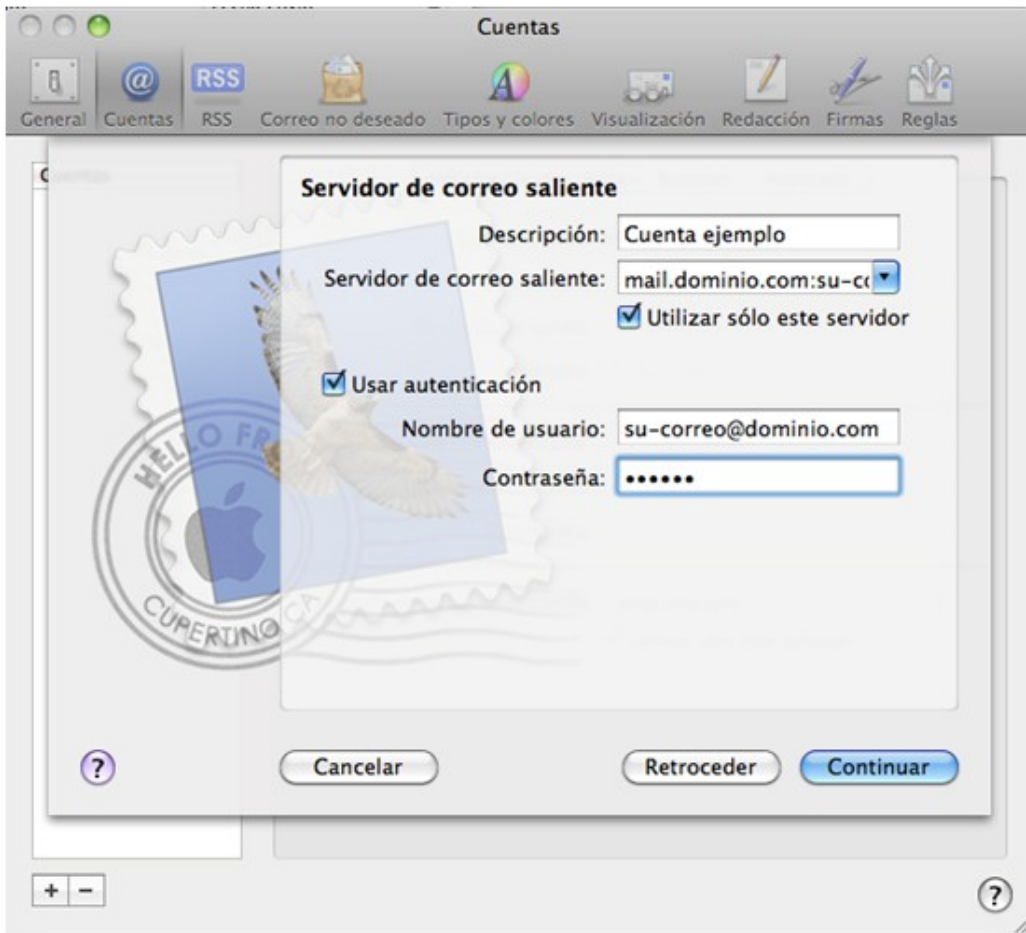 Cuentas
General Cuentas RSS Correo no deseado Tipos y colores Visualización Redacción Firmas Reglas
RSS
Servidor de correo saliente
Descripción: Cuenta ejemplo
Servidor de correo saliente: mail.dominio.com:su-co
Utilizar sólo este servidor
Usar autenticación
Nombre de usuario: su-correo@dominio.com
Contraseña: ••••••
HELLO FR
CUPERTINO CA
? Cancelar Retroceder Continuar
+ − ?